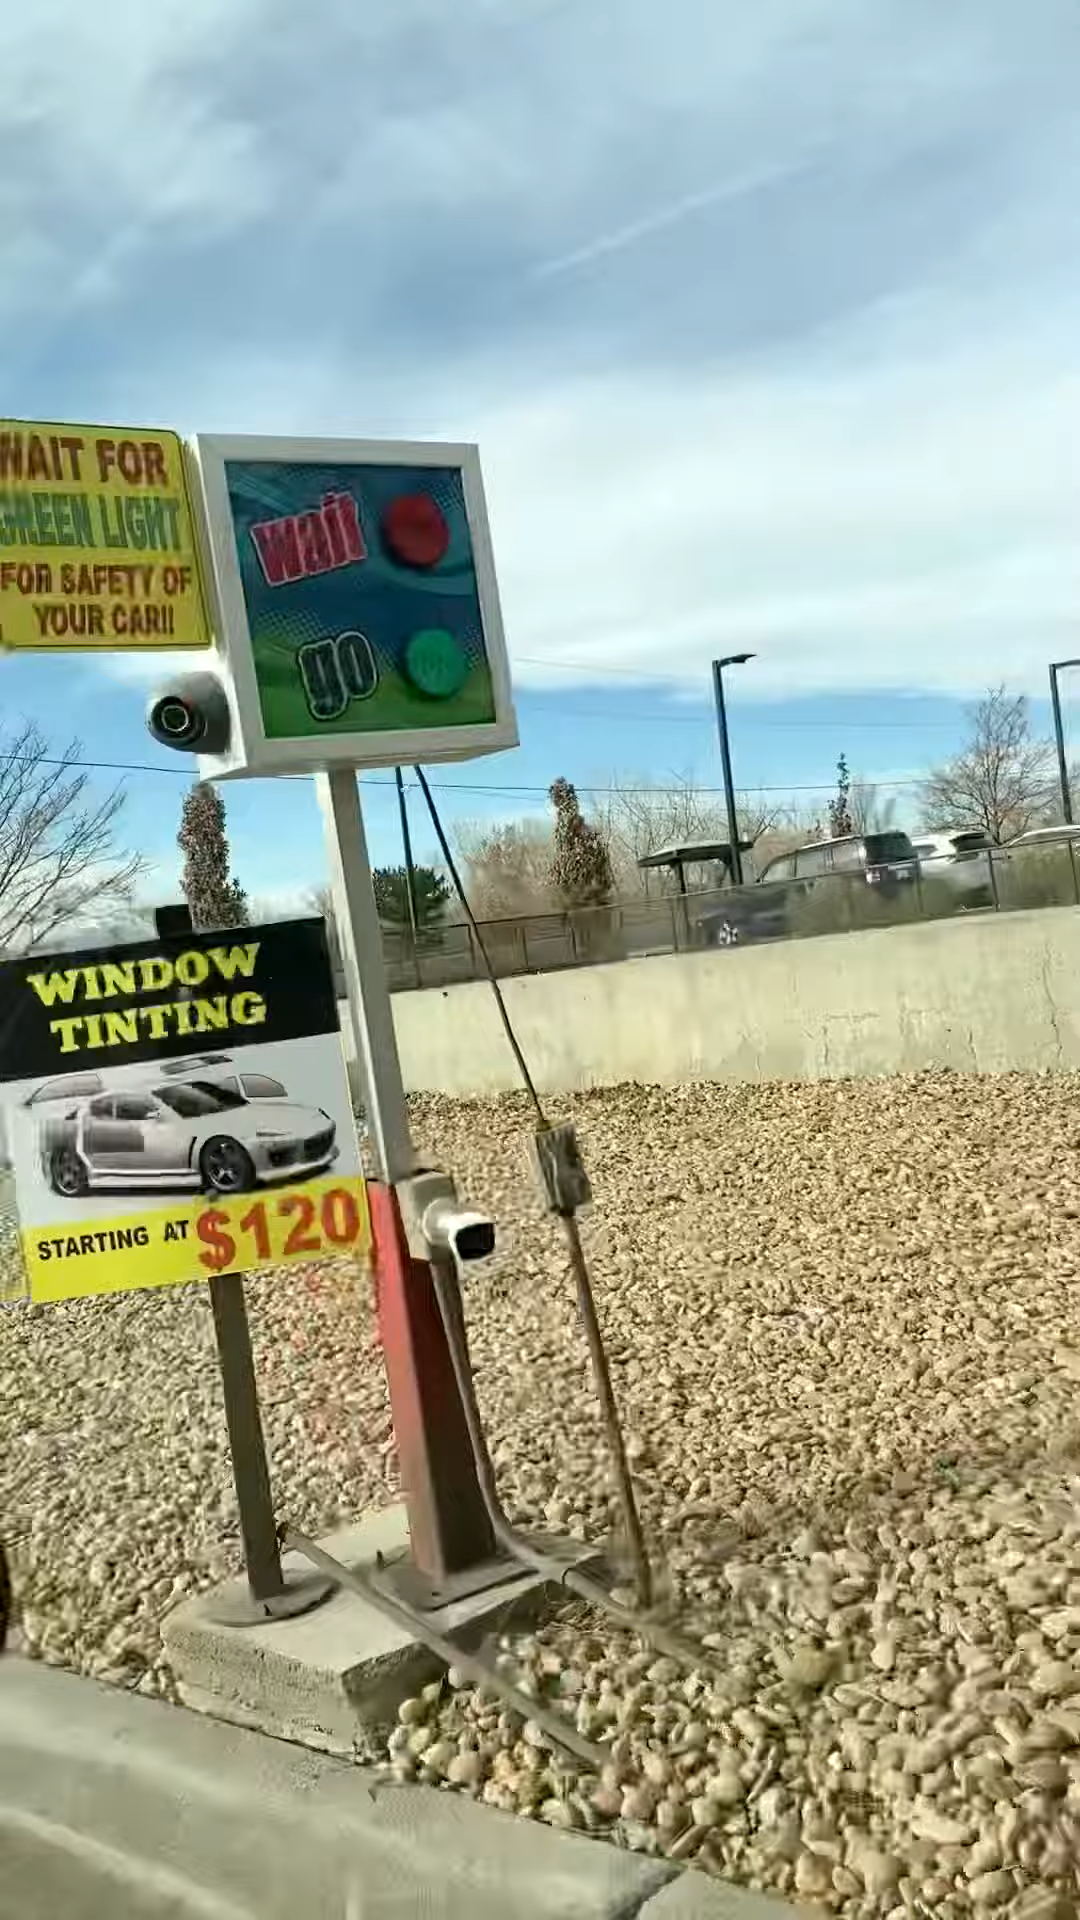 WAIT FOR
GREEN LIGHT
FOR SAFETY OF
YOUR CAR!!
wait
go
WINDOW
TINTING
STARTING AT $120